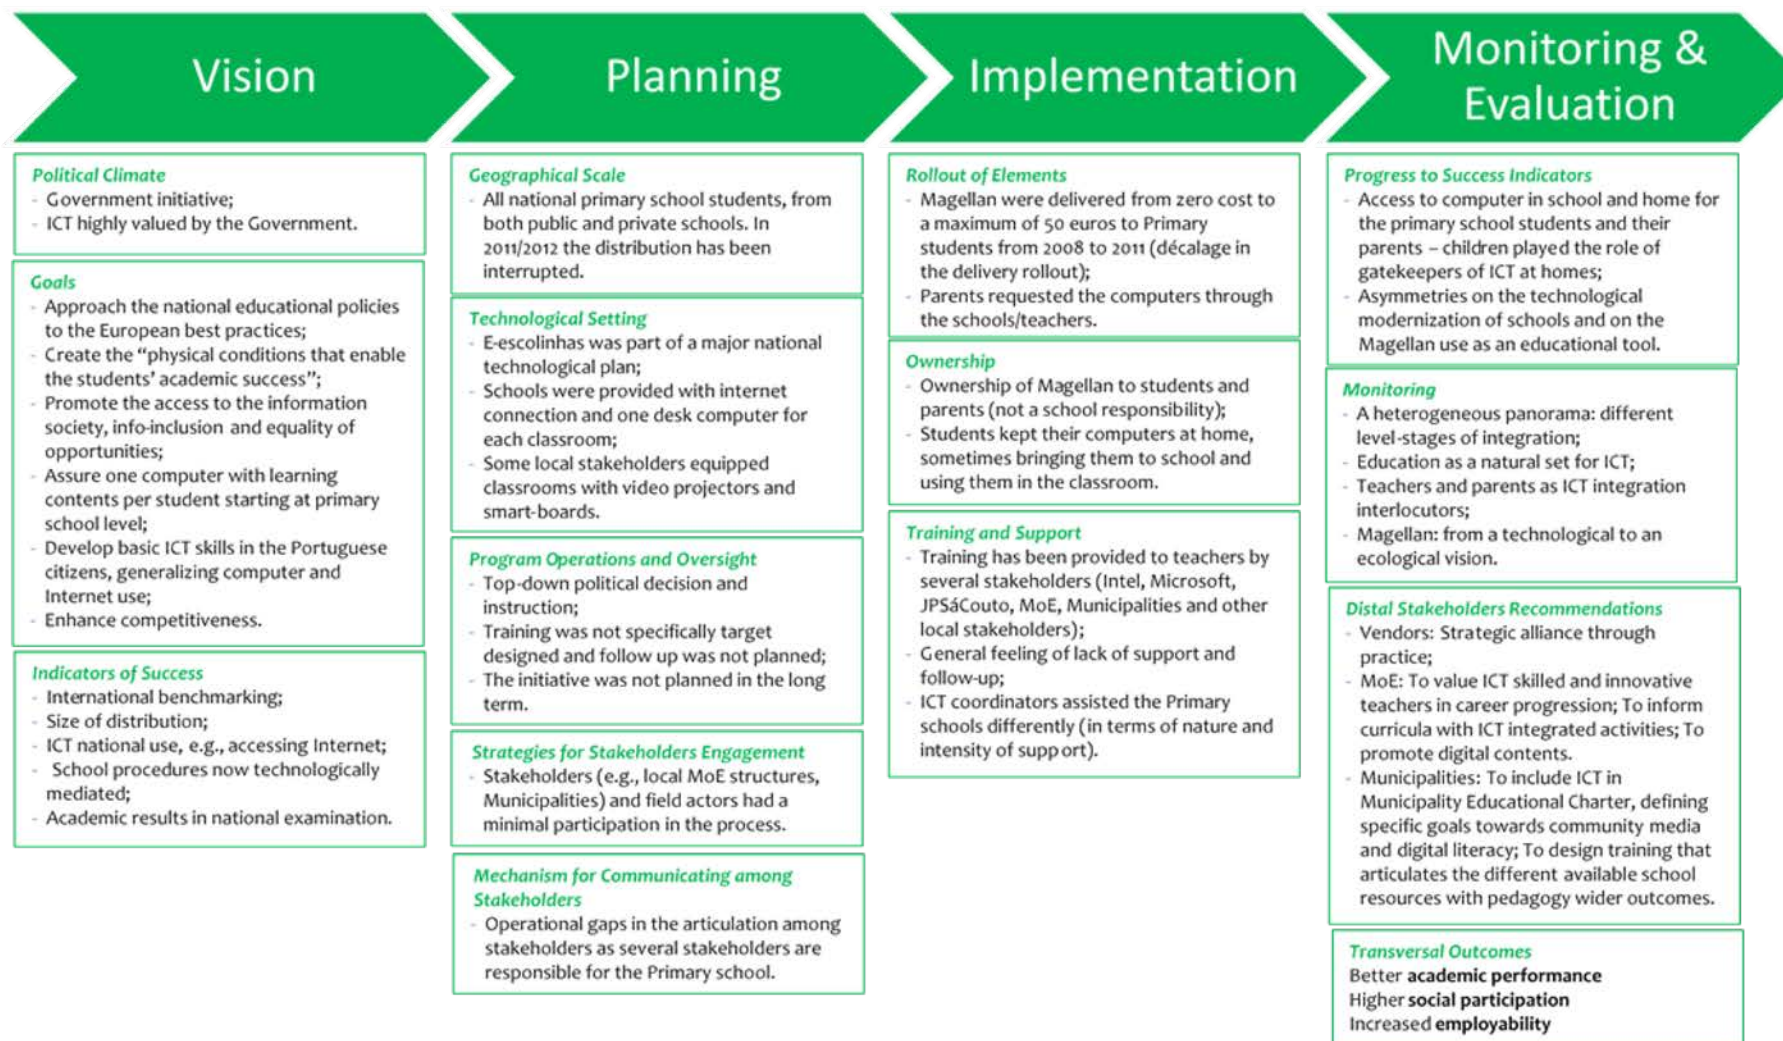 Vision
Political Climate
- Government initiative;
- ICT highly valued by the Government.
Goals
- Approach the national educational policies
to the European best practices;
- Create the “physical conditions that enable
the students’ academic success”;
- Promote the access to the information
society, info-inclusion and equality of
opportunities;
- Assure one computer with learning
contents per student starting at primary
school level;
- Develop basic ICT skills in the Portuguese
citizens, generalizing computer and
Internet use;
- Enhance competitiveness.
Indicators of Success
- International benchmarking;
- Size of distribution;
- ICT national use, e.g., accessing Internet;
- School procedures now technologically
mediated;
- Academic results in national examination.
Planning
Geographical Scale
- All national primary school students, from
both public and private schools. In
2011/2012 the distribution has been
interrupted.
Technological Setting
- E-escolinhas was part of a major national
technological plan;
- Schools were provided with internet
connection and one desk computer for
each classroom;
- Some local stakeholders equipped
classrooms with video projectors and
smart-boards.
Program Operations and Oversight
- Top-down political decision and
instruction;
- Training was not specifically target
designed and follow up was not planned;
- The initiative was not planned in the long
term.
Strategies for Stakeholders Engagement
- Stakeholders (e.g., local MoE structures,
Municipalities) and field actors had a
minimal participation in the process.
Mechanism for Communicating among
Stakeholders
- Operational gaps in the articulation among
stakeholders as several stakeholders are
responsible for the Primary school.
Implementation
Rollout of Elements
- Magellan were delivered from zero cost to
a maximum of 50 euros to Primary
students from 2008 to 2011 (décalage in
the delivery rollout);
- Parents requested the computers through
the schools/teachers.
Ownership
- Ownership of Magellan to students and
parents (not a school responsibility);
- Students kept their computers at home,
sometimes bringing them to school and
using them in the classroom.
Training and Support
- Training has been provided to teachers by
several stakeholders (Intel, Microsoft,
JPSáCouto, MoE, Municipalities and other
local stakeholders);
- General feeling of lack of support and
follow-up;
- ICT coordinators assisted the Primary
schools differently (in terms of nature and
intensity of support).
Monitoring &
Evaluation
Progress to Success Indicators
- Access to computer in school and home for
the primary school students and their
parents – children played the role of
gatekeepers of ICT at homes;
- Asymmetries on the technological
modernization of schools and on the
Magellan use as an educational tool.
Monitoring
- A heterogeneous panorama: different
level-stages of integration;
- Education as a natural set for ICT;
- Teachers and parents as ICT integration
interlocutors;
- Magellan: from a technological to an
ecological vision.
Distal Stakeholders Recommendations
- Vendors: Strategic alliance through
practice;
- MoE: To value ICT skilled and innovative
teachers in career progression; To inform
curricula with ICT integrated activities; To
promote digital contents.
- Municipalities: To include ICT in
Municipality Educational Charter, defining
specific goals towards community media
and digital literacy; To design training that
articulates the different available school
resources with pedagogy wider outcomes.
Transversal Outcomes
Better academic performance
Higher social participation
Increased employability